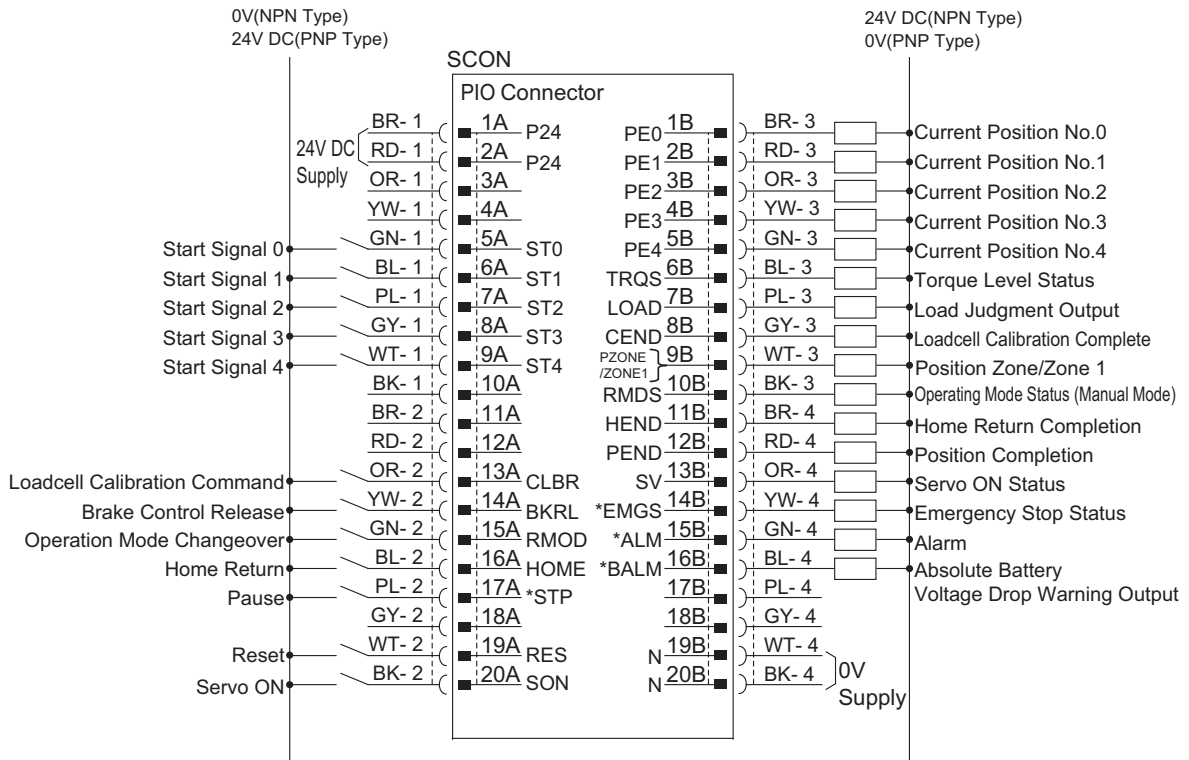 0V(NPN Type)
24V DC(PNP Type)
24V DC(NPN Type)
0V(PNP Type)
SCON
PIO Connector
24V DC
Supply
BR- 1 1A P24 PE0 1B BR- 3 Current Position No.0
RD- 1 2A P24 PE1 2B RD- 3 Current Position No.1
OR- 1 3A PE2 3B OR- 3 Current Position No.2
YW- 1 4A PE3 4B YW- 3 Current Position No.3
Start Signal 0 GN- 1 5A ST0 PE4 5B GN- 3 Current Position No.4
Start Signal 1 BL- 1 6A ST1 TRQS 6B BL- 3 Torque Level Status
Start Signal 2 PL- 1 7A ST2 LOAD 7B PL- 3 Load Judgment Output
Start Signal 3 GY- 1 8A ST3 CEND 8B GY- 3 Loadcell Calibration Complete
Start Signal 4 WT- 1 9A ST4 PZONE /ZONE1 9B WT- 3 Position Zone/Zone 1
BK- 1 10A RMDS 10B BK- 3 Operating Mode Status (Manual Mode)
BR- 2 11A HEND 11B BR- 4 Home Return Completion
RD- 2 12A PEND 12B RD- 4 Position Completion
Loadcell Calibration Command OR- 2 13A CLBR SV 13B OR- 4 Servo ON Status
Brake Control Release YW- 2 14A BKRL *EMGS 14B YW- 4 Emergency Stop Status
Operation Mode Changeover GN- 2 15A RMOD *ALM 15B GN- 4 Alarm
Home Return BL- 2 16A HOME *BALM 16B BL- 4 Absolute Battery
Pause PL- 2 17A *STP 17B PL- 4 Voltage Drop Warning Output
GY- 2 18A 18B GY- 4
Reset WT- 2 19A RES N 19B WT- 4
Servo ON BK- 2 20A SON N 20B BK- 4
0V
Supply